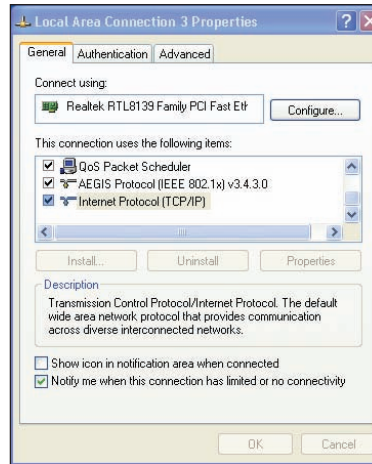 Local Area Connection 3 Properties
General Authentication Advanced
Connect using:
Realtek RTL8139 Family PCI Fast Eth
Configure...
This connection uses the following items:
QoS Packet Scheduler
AEGIS Protocol (IEEE 802.1x) v3.4.3.0
Internet Protocol (TCP/IP)
Install... Uninstall Properties
Description
Transmission Control Protocol/Internet Protocol. The default
wide area network protocol that provides communication
across diverse interconnected networks.
Show icon in notification area when connected
Notify me when this connection has limited or no connectivity
OK Cancel